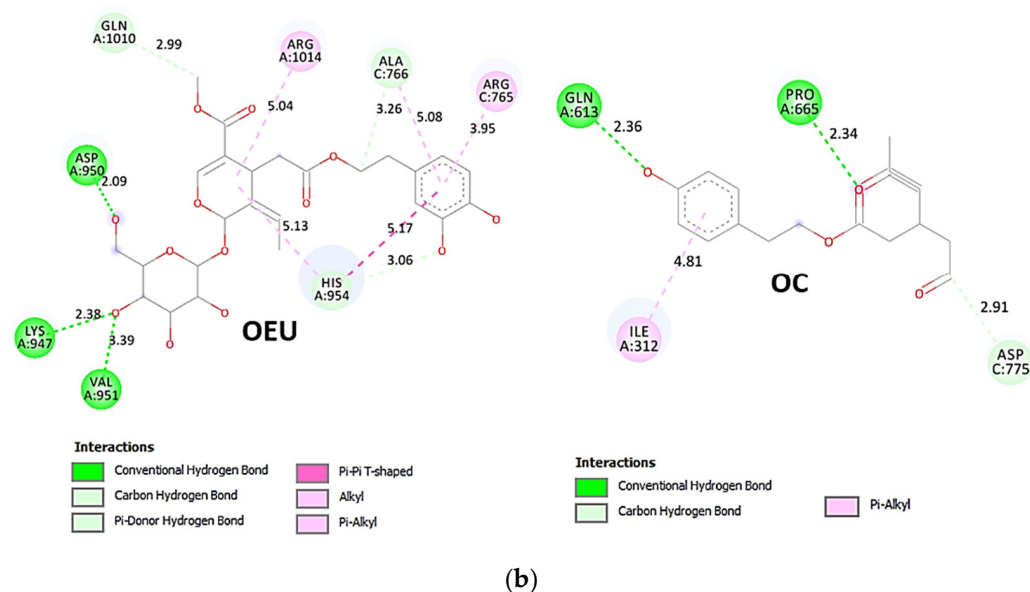 GLN
A:1010
2.99
ARG
A:1014
5.04
ALA
C:766
3.26
5.08
ARG
C:765
3.95
ASP
A:950
2.09
5.13
5.17
3.06
HIS
A:954
LYS
A:947
2.38
3.39
VAL
A:951
OEU
Interactions
Conventional Hydrogen Bond
Carbon Hydrogen Bond
Pi-Donor Hydrogen Bond
Pi-Pi T-shaped
Alkyl
Pi-Alkyl
GLN
A:613
2.36
PRO
A:665
2.34
4.81
OC
2.91
ILE
A:312
ASP
C:775
Interactions
Conventional Hydrogen Bond
Carbon Hydrogen Bond
Pi-Alkyl
(b)